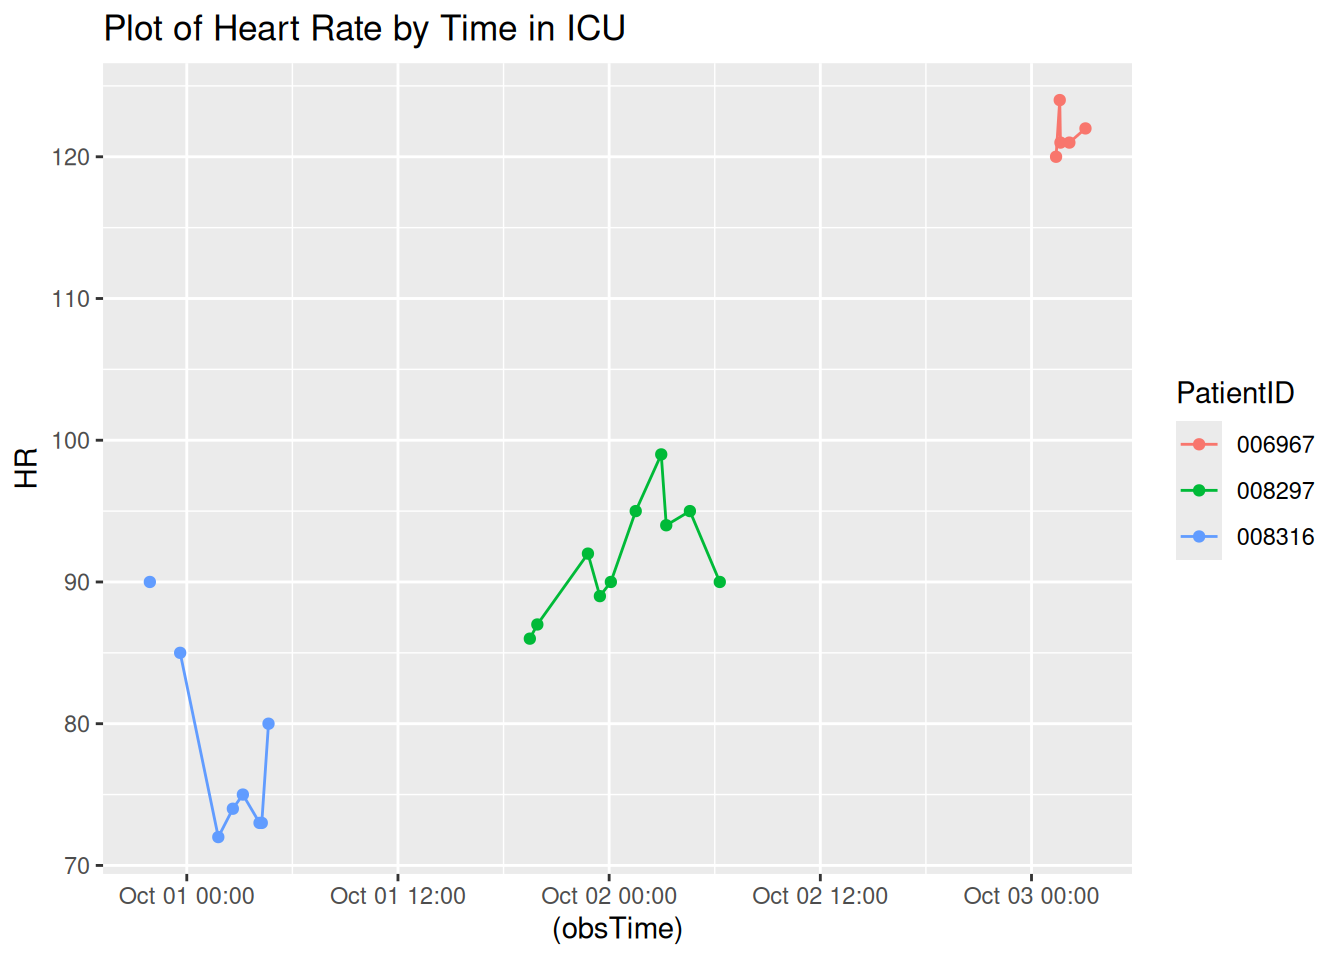 Plot of Heart Rate by Time in ICU
120
110
100
90
80
70
HR
Oct 01 00:00
Oct 01 12:00
Oct 02 00:00
Oct 02 12:00
Oct 03 00:00
(obsTime)
PatientID
006967
008297
008316